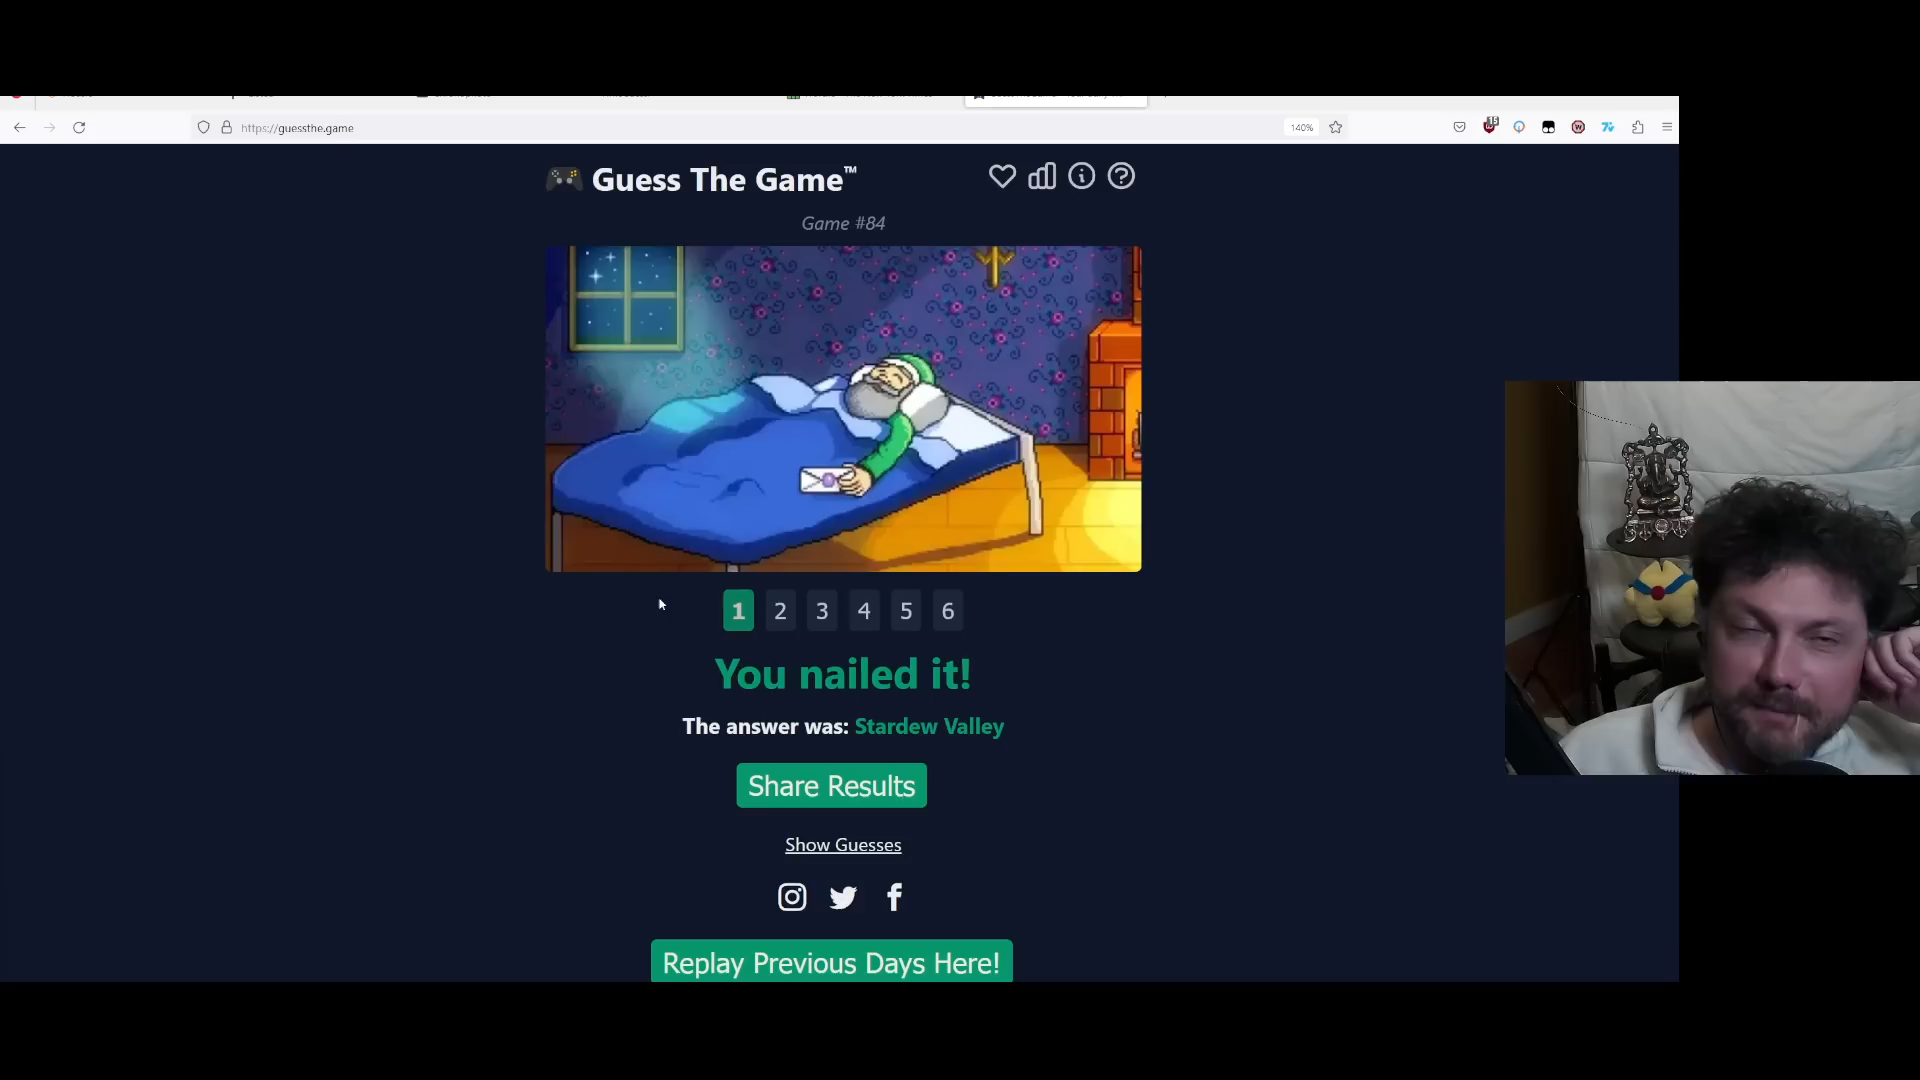 https://guessthe.game
140%
15
Guess The Game™
Game #84
1 2 3 4 5 6
You nailed it!
The answer was: Stardew Valley
Share Results
Show Guesses
Replay Previous Days Here!